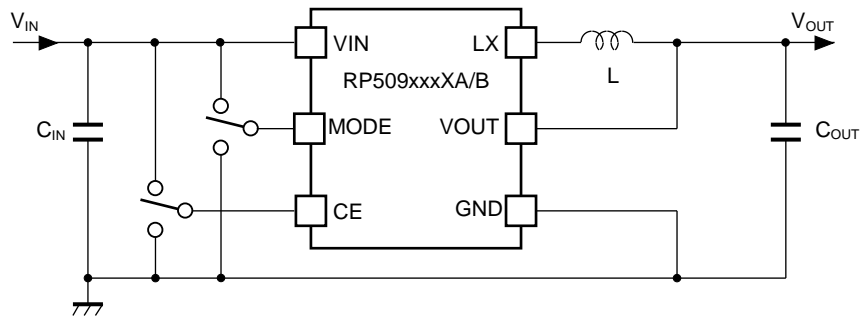 VIN
VOUT
VIN
LX
RP509xxxXA/B
L
CIN
MODE
VOUT
COUT
CE
GND